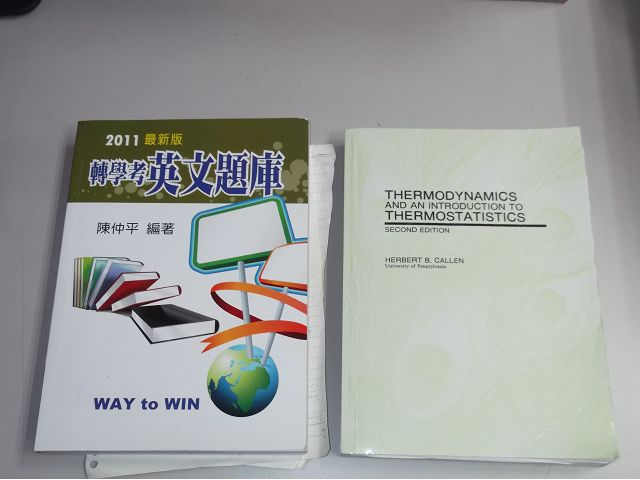 2011 最新版
轉學考英文題庫
陳仲平 編著
WAY to WIN
THERMODYNAMICS
AND AN INTRODUCTION TO
THERMOSTATISTICS
SECOND EDITION
HERBERT B. CALLEN
University of Pennsylvania